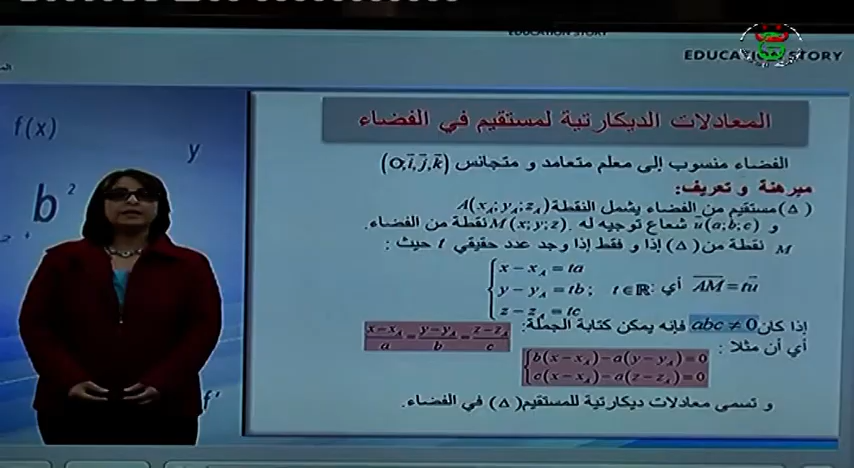 EDUCATION STORY
EDUCATION STORY
f(x)
y
b²
f'
المعادلات الديكارتية لمستقيم في الفضاء
الفضاء منسوب إلى معلم متعامد و متجانس (O,i⃗,j⃗,k⃗)
مبرهنة و تعريف:
(Δ) مستقيم من الفضاء يشمل النقطة A(x_A;y_A;z_A)
و u⃗(a;b;c) شعاع توجيه له. M(x;y;z) نقطة من الفضاء.
M نقطة من (Δ) إذا و فقط إذا وجد عدد حقيقي t حيث :
AM⃗ = tu⃗ أي : t∈ℝ ; { x − x_A = ta
y − y_A = tb
z − z_A = tc
إذا كان abc ≠ 0 فإنه يمكن كتابة الجملة: (x−x_A)/a = (y−y_A)/b = (z−z_A)/c
أي أن مثلا : { b(x−x_A)−a(y−y_A)=0
c(x−x_A)−a(z−z_A)=0
و تسمى معادلات ديكارتية للمستقيم (Δ) في الفضاء.